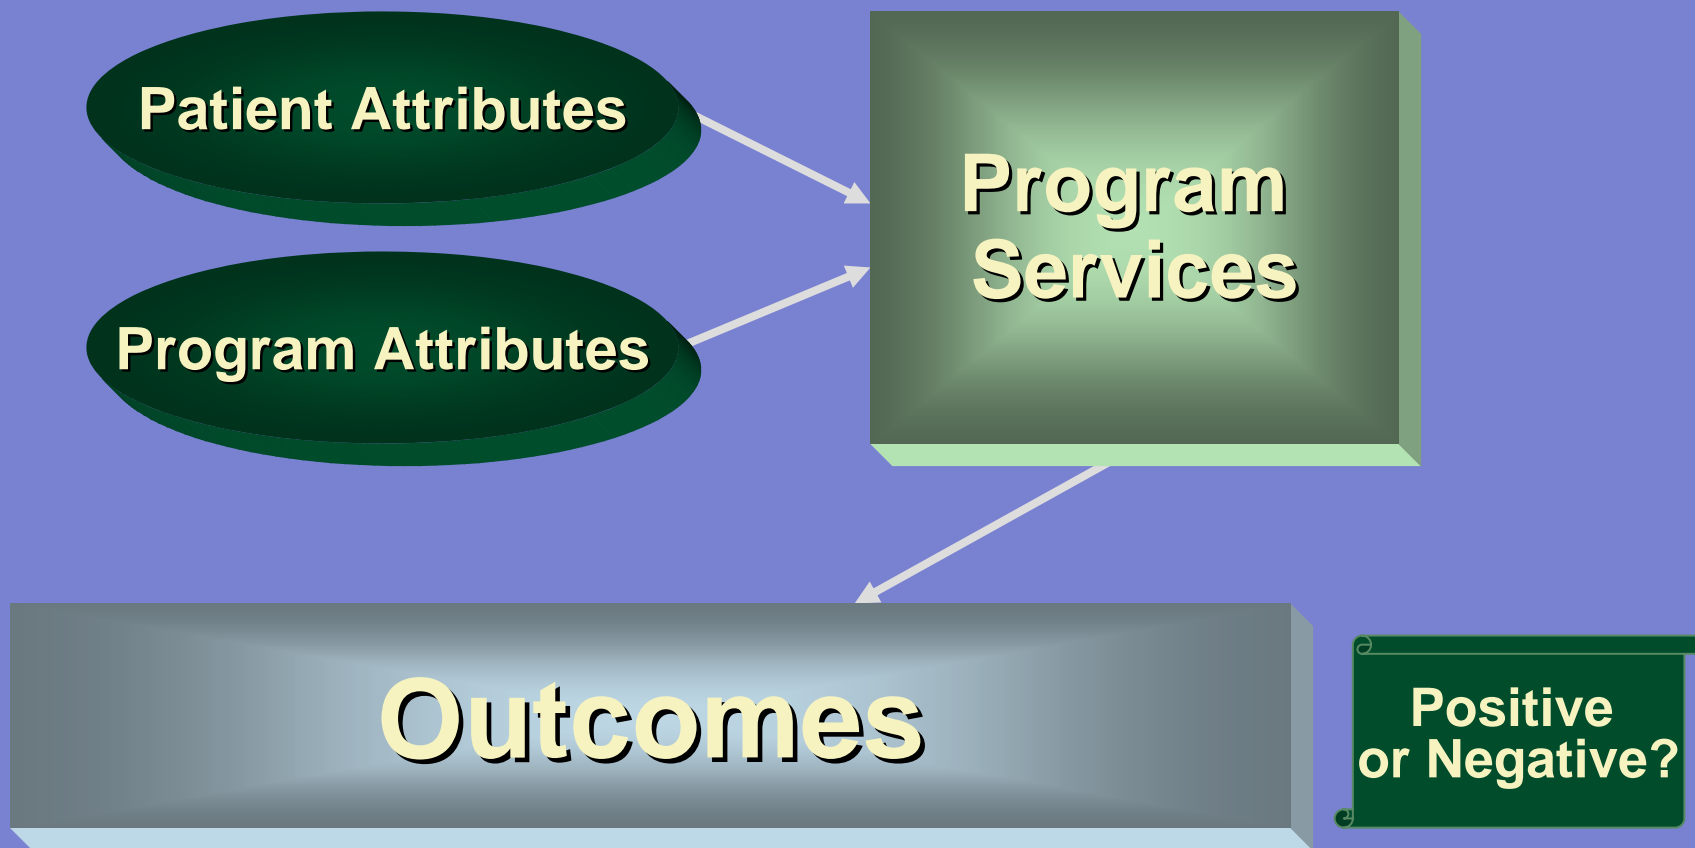 Patient Attributes
Program Attributes
Program
Services
Outcomes
Positive
or Negative?